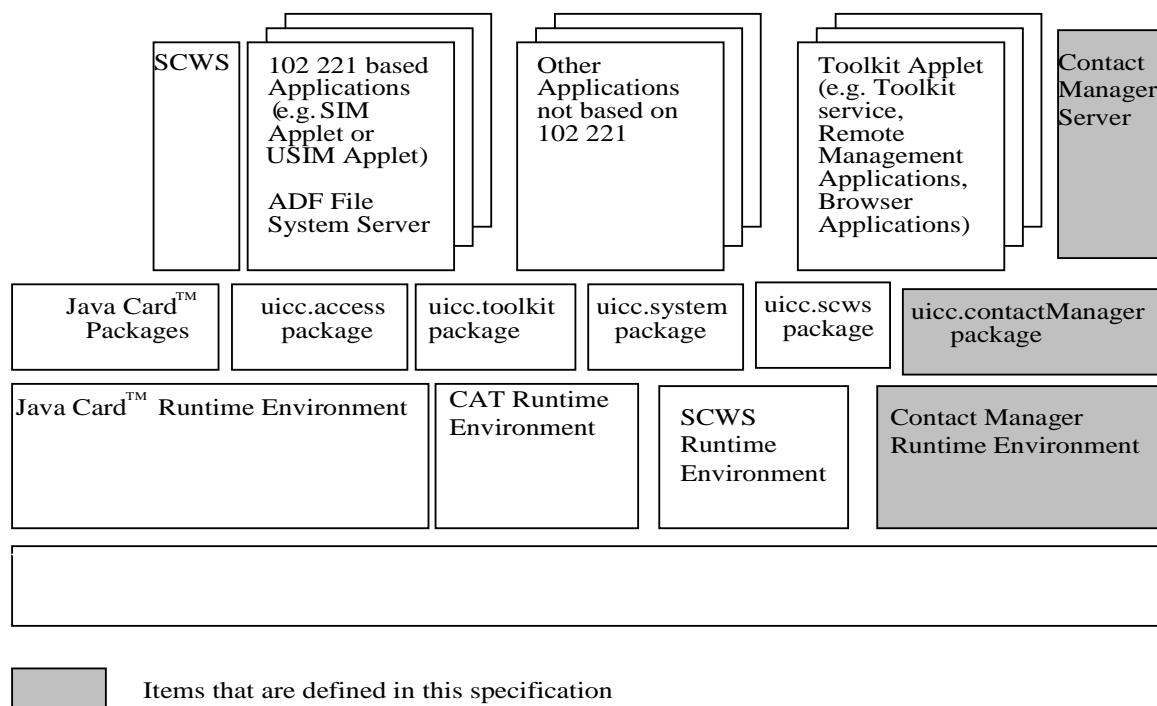 SCWS
102 221 based
Applications
(e.g. SIM
Applet or
USIM Applet)
ADF File
System Server
Other
Applications
not based on
102 221
Toolkit Applet
(e.g. Toolkit
service,
Remote
Management
Applications,
Browser
Applications)
Contact
Manager
Server
Java Card™
Packages
uicc.access
package
uicc.toolkit
package
uicc.system
package
uicc.scws
package
uicc.contactManager
package
Java Card™ Runtime Environment
CAT Runtime
Environment
SCWS
Runtime
Environment
Contact Manager
Runtime Environment
Items that are defined in this specification